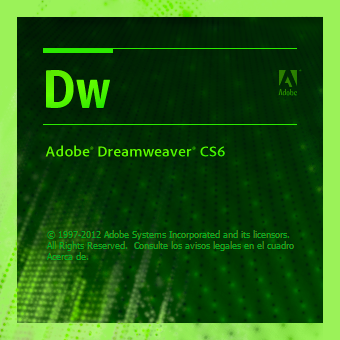 Dw
Adobe
Adobe® Dreamweaver® CS6
© 1997-2012 Adobe Systems Incorporated and its licensors.
All Rights Reserved. Consulte los avisos legales en el cuadro
Acerca de.